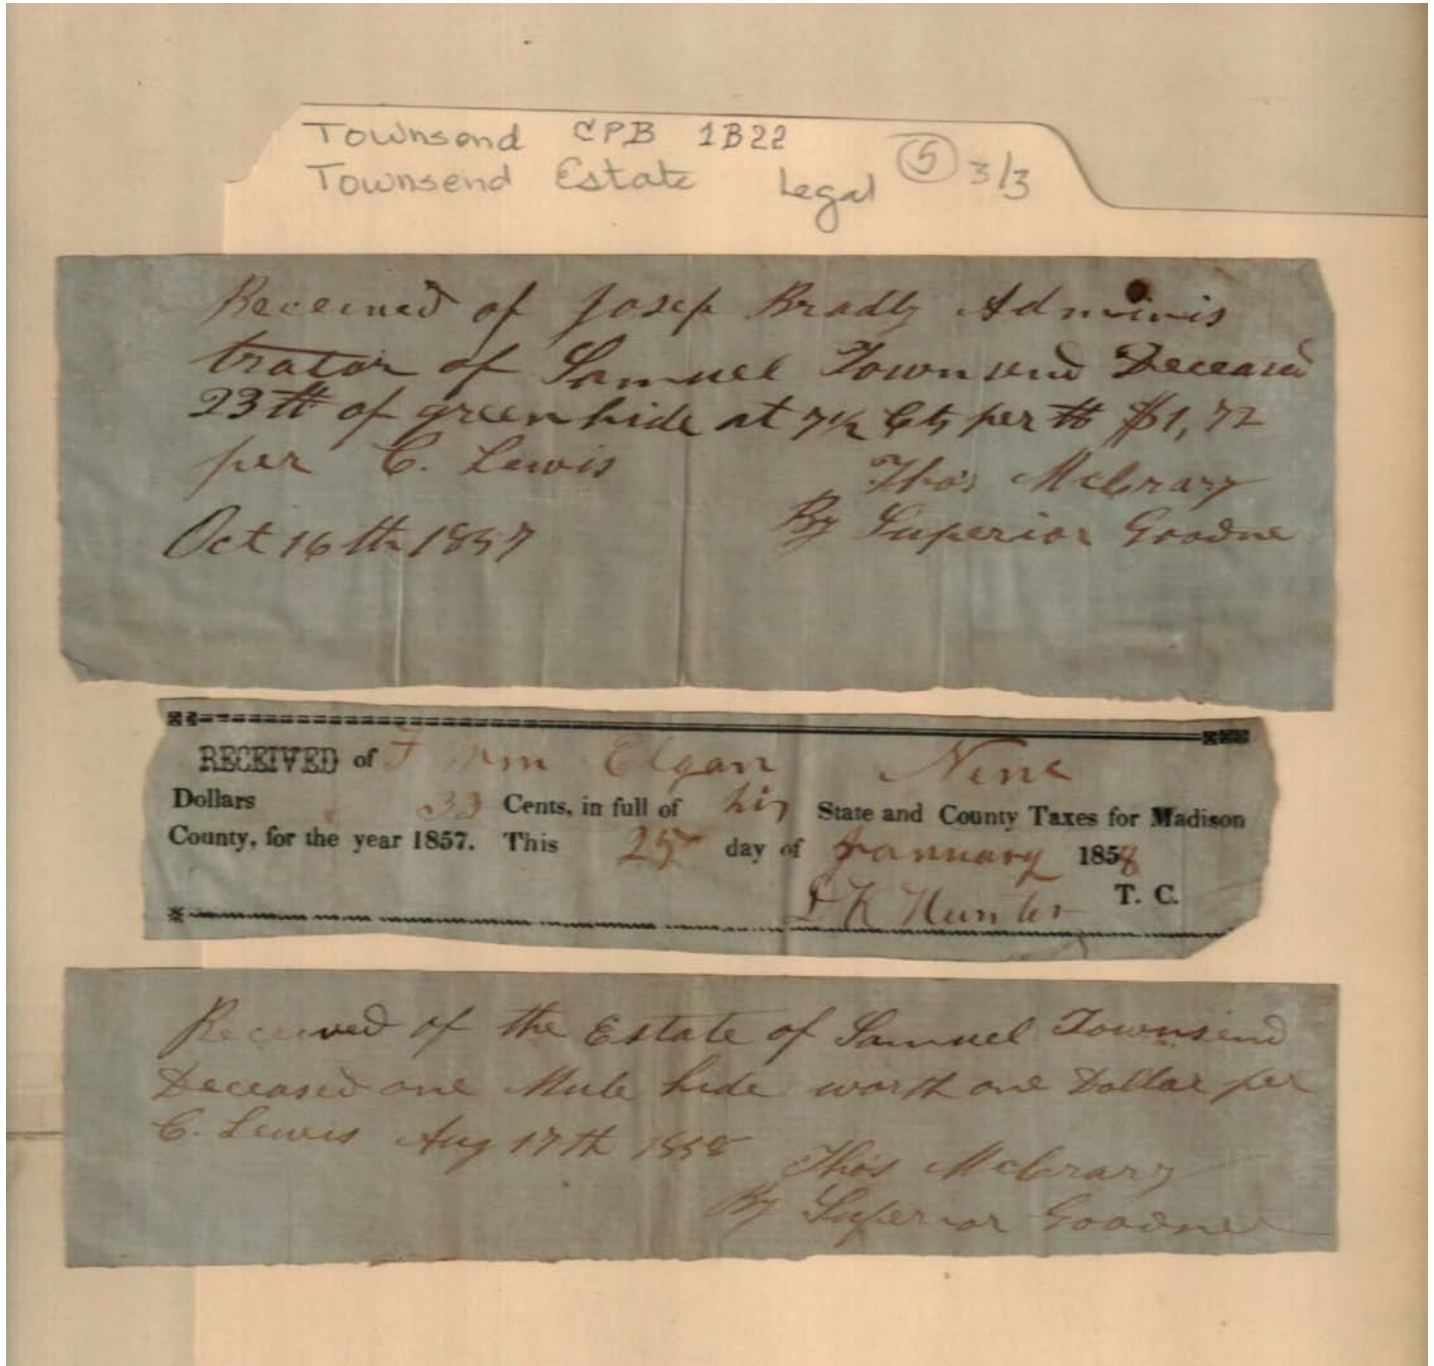 Townsend CPB 1B22
Townsend Estate Legal 5 3/3
Received of Josep Bradly Adminis
trator of Samuel Townsend Deceased
23 ℔ of green hide at 7½ Cts per ℔ $1,72
per C. Lewis Thos McCrary
By Superior Goodne
Oct 16th 1857
RECEIVED of Elgan Nine
Dollars 33 Cents, in full of his State and County Taxes for Madison
County, for the year 1857. This 25 day of January 1858
Hunter T. C.
Received of the Estate of Samuel Townsend
Deceased one Mule hide worth one Dollar per
C. Lewis Aug 17th 1858
Thos McCrary
By Superior Goodner